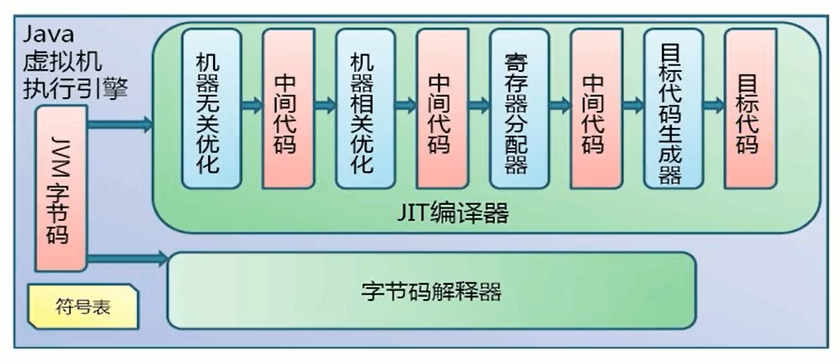 Java
虚拟机
执行引擎
JVM 字节码
机器无关优化
中间代码
机器相关优化
中间代码
寄存器分配器
中间代码
目标代码生成器
目标代码
JIT编译器
字节码解释器
符号表